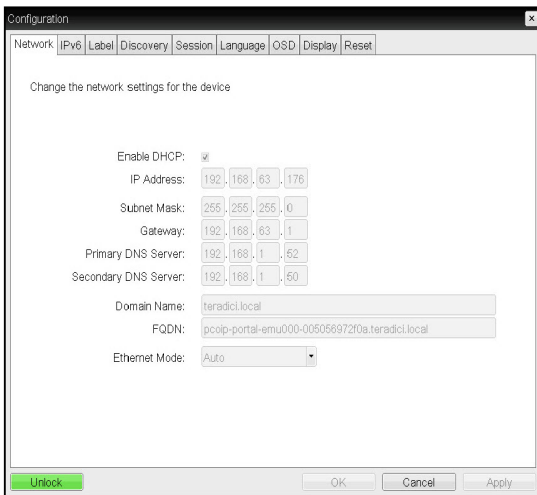 Configuration
Network IPv6 Label Discovery Session Language OSD Display Reset
Change the network settings for the device
Enable DHCP:
IP Address: 192 . 168 . 63 . 176
Subnet Mask: 255 . 255 . 255 . 0
Gateway: 192 . 168 . 63 . 1
Primary DNS Server: 192 . 168 . 1 . 52
Secondary DNS Server: 192 . 168 . 1 . 50
Domain Name: teradici.local
FQDN: pcoip-portal-emu000-005056972f0a.teradici.local
Ethernet Mode: Auto
Unlock OK Cancel Apply